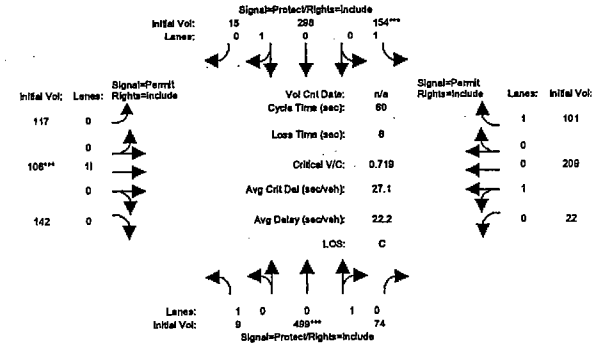 Signal=Protect/Rights=Include
Initial Vol: 15 298 154***
Lanes: 0 1 0 0 1
Initial Vol: Lanes: Signal=Permit Rights=Include
Vol Cnt Date: n/a
Signal=Permit Rights=Include Lanes: Initial Vol:
Cycle Time (sec): 60
117 0
1 101
Loss Time (sec): 8
0
0
106*** 1!
Critical V/C: 0.719
0 209
0
Avg Crit Del (sec/veh): 27.1
1
142 0
Avg Delay (sec/veh): 22.2
0 22
LOS: C
Lanes: 1 0 0 1 0
Initial Vol: 9 499*** 74
Signal=Protect/Rights=Include